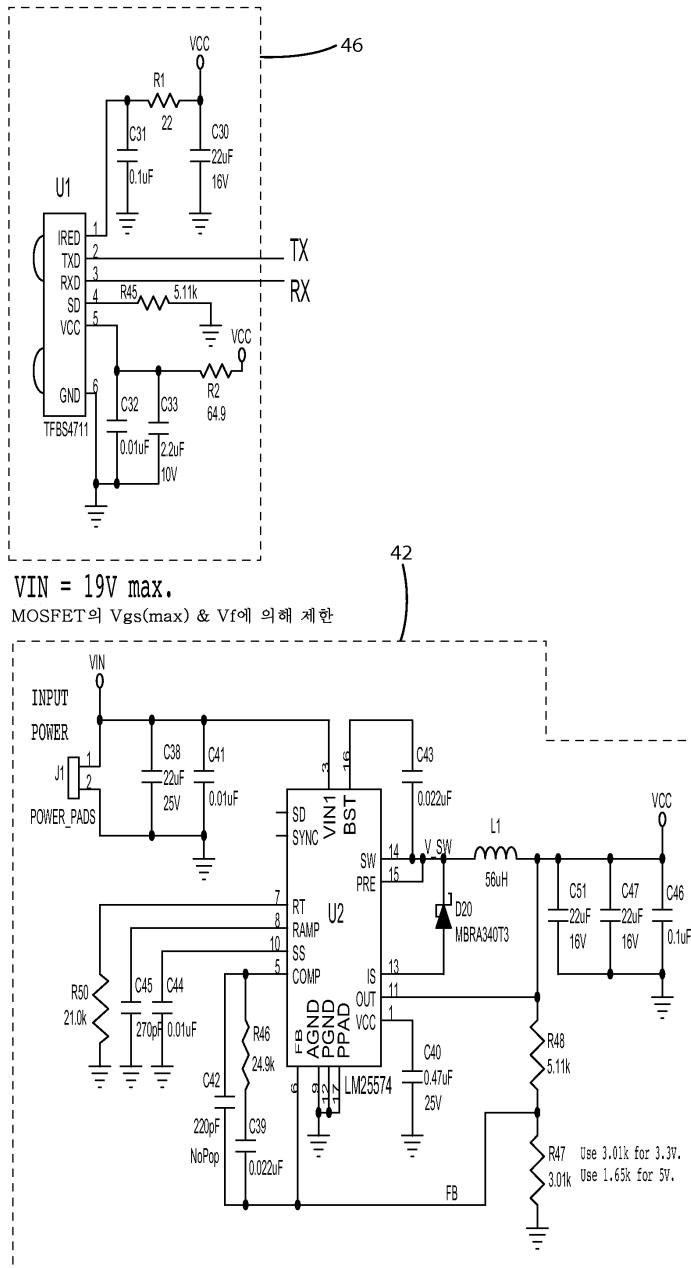 46
VCC
R1
22
C31
0.1uF
C30
22uF
16V
U1
IRED
1
TXD
2
TX
RXD
3
RX
SD
4
R45
5.11k
VCC
5
VCC
R2
64.9
C32
0.01uF
C33
2.2uF
10V
GND
6
TFBS4711
42
VIN = 19V max.
MOSFET의 Vgs(max) & Vf에 의해 제한
VIN
INPUT
POWER
J1
1
2
POWER_PADS
C38
22uF
25V
C41
0.01uF
3
16
VIN1
BST
C43
0.022uF
SD
SYNC
SW
14
V_SW
PRE
15
L1
56uH
VCC
C51
22uF
16V
C47
22uF
16V
C46
0.1uF
U2
D20
MBRA340T3
7
RT
8
RAMP
10
SS
5
COMP
IS
13
OUT
11
VCC
1
R50
21.0k
C45
270pF
C44
0.01uF
R46
24.9k
C42
220pF
NoPop
C39
0.022uF
FB
AGND
PGND
PPAD
6
9
12
17
LM25574
C40
0.47uF
25V
R48
5.11k
R47
3.01k
Use 3.01k for 3.3V.
Use 1.65k for 5V.
FB